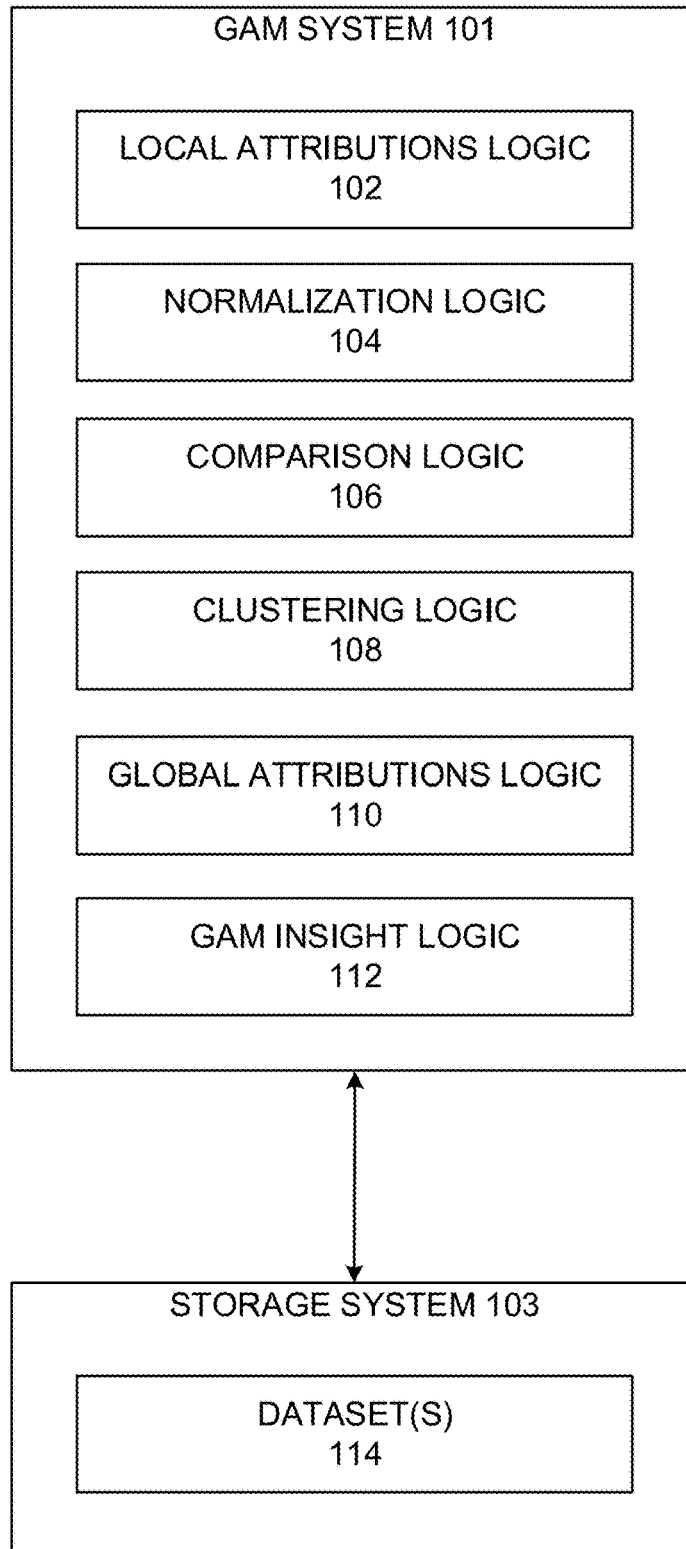 GAM SYSTEM 101
LOCAL ATTRIBUTIONS LOGIC
102
NORMALIZATION LOGIC
104
COMPARISON LOGIC
106
CLUSTERING LOGIC
108
GLOBAL ATTRIBUTIONS LOGIC
110
GAM INSIGHT LOGIC
112
STORAGE SYSTEM 103
DATASET(S)
114